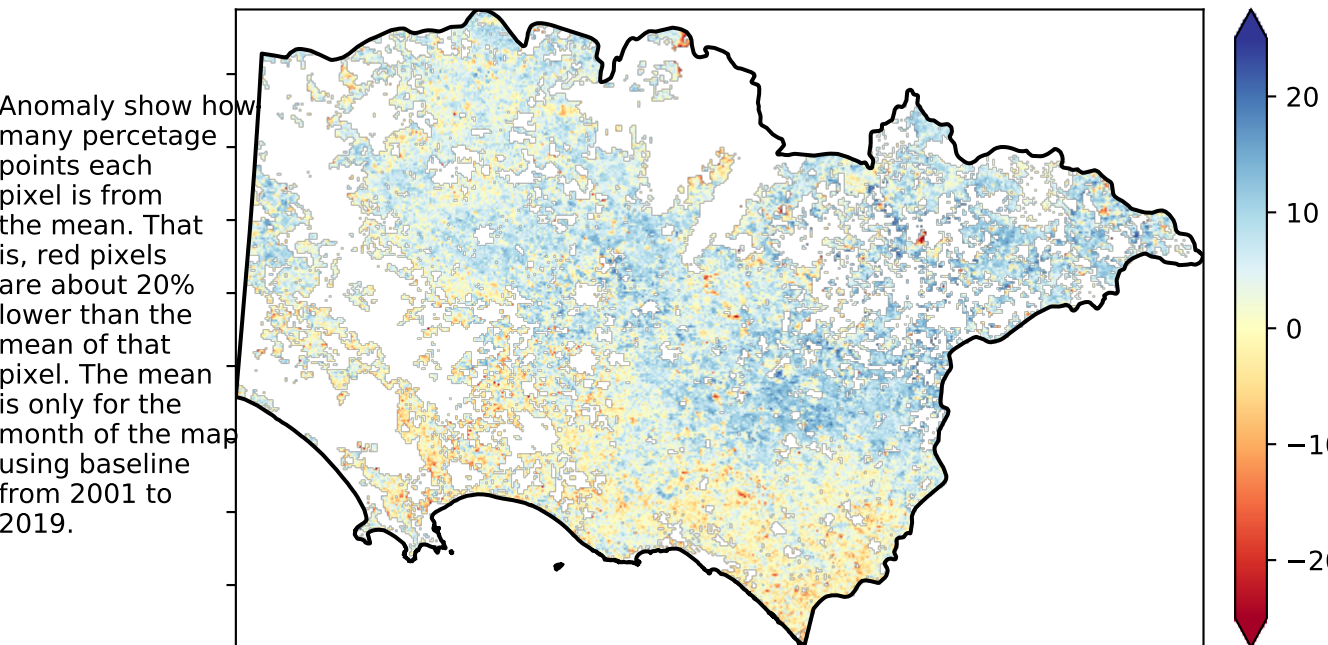 Anomaly show how
many percetage
points each
pixel is from
the mean. That
is, red pixels
are about 20%
lower than the
mean of that
pixel. The mean
is only for the
month of the map
using baseline
from 2001 to
2019.
20
10
0
−10
−20